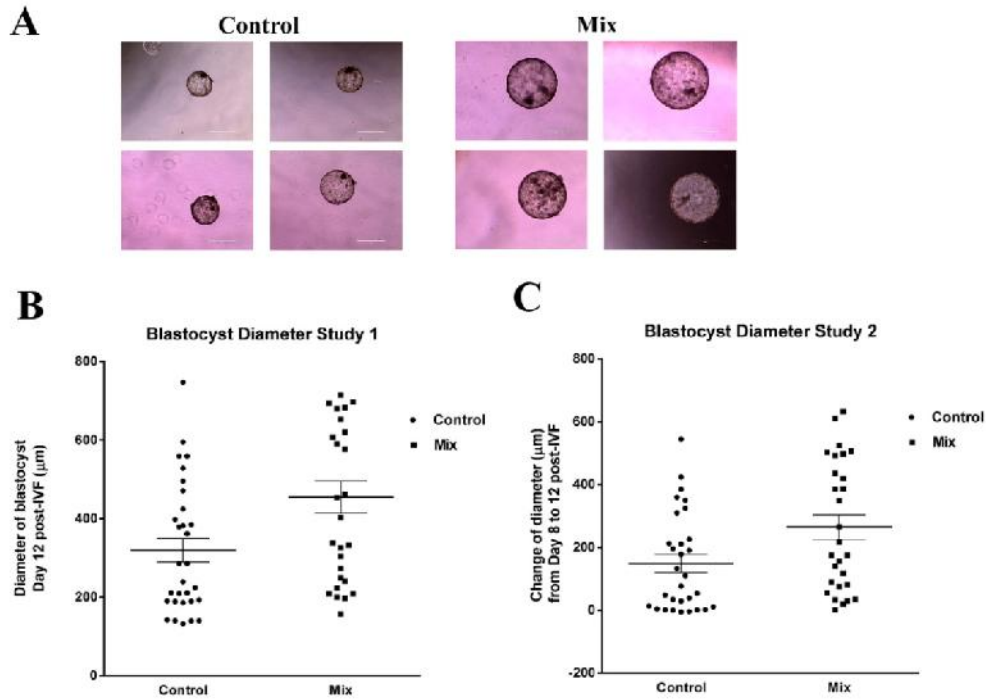 A
Control
Mix
B
Blastocyst Diameter Study 1
Diameter of blastocyst
Day 12 post-IVF (μm)
800
600
400
200
0
Control
Mix
Control
Mix
C
Blastocyst Diameter Study 2
Change of diameter (μm)
from Day 8 to 12 post-IVF
800
600
400
200
0
-200
Control
Mix
Control
Mix